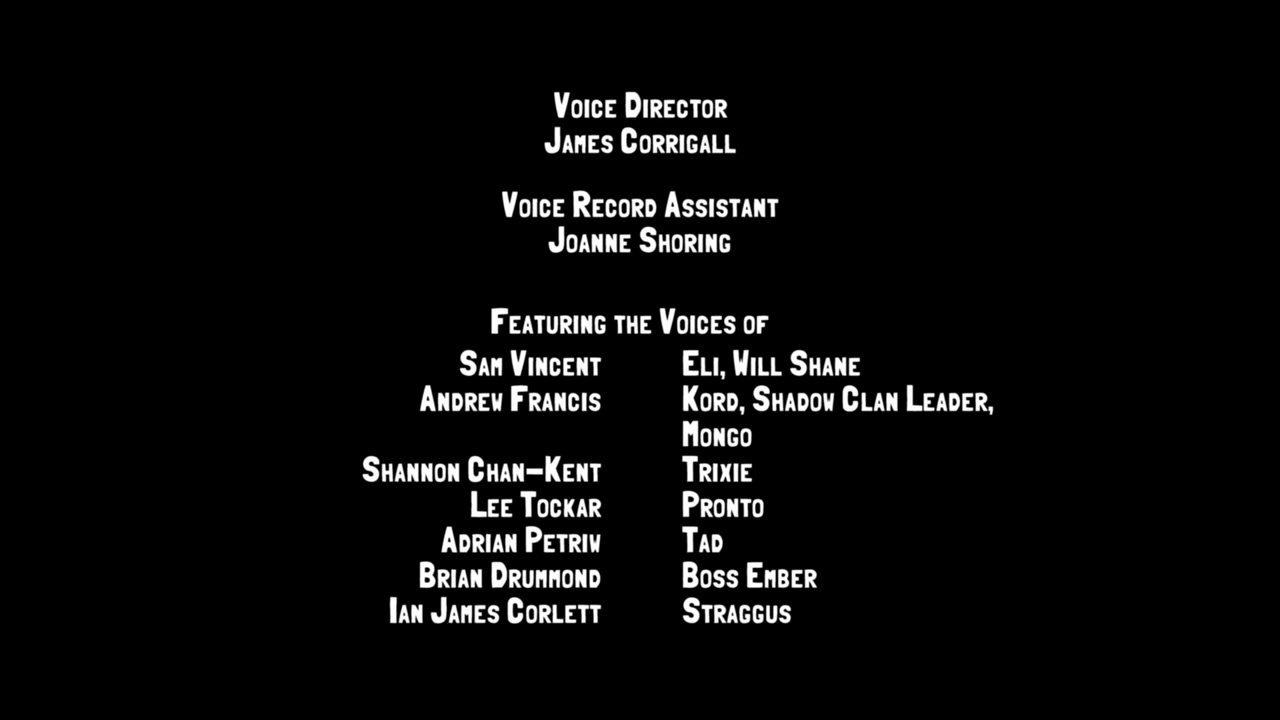 Voice Director
James Corrigall
Voice Record Assistant
Joanne Shoring
Featuring the Voices of
Sam Vincent Eli, Will Shane
Andrew Francis Kord, Shadow Clan Leader,
Mongo
Shannon Chan-Kent Trixie
Lee Tockar Pronto
Adrian Petriw Tad
Brian Drummond Boss Ember
Ian James Corlett Straggus